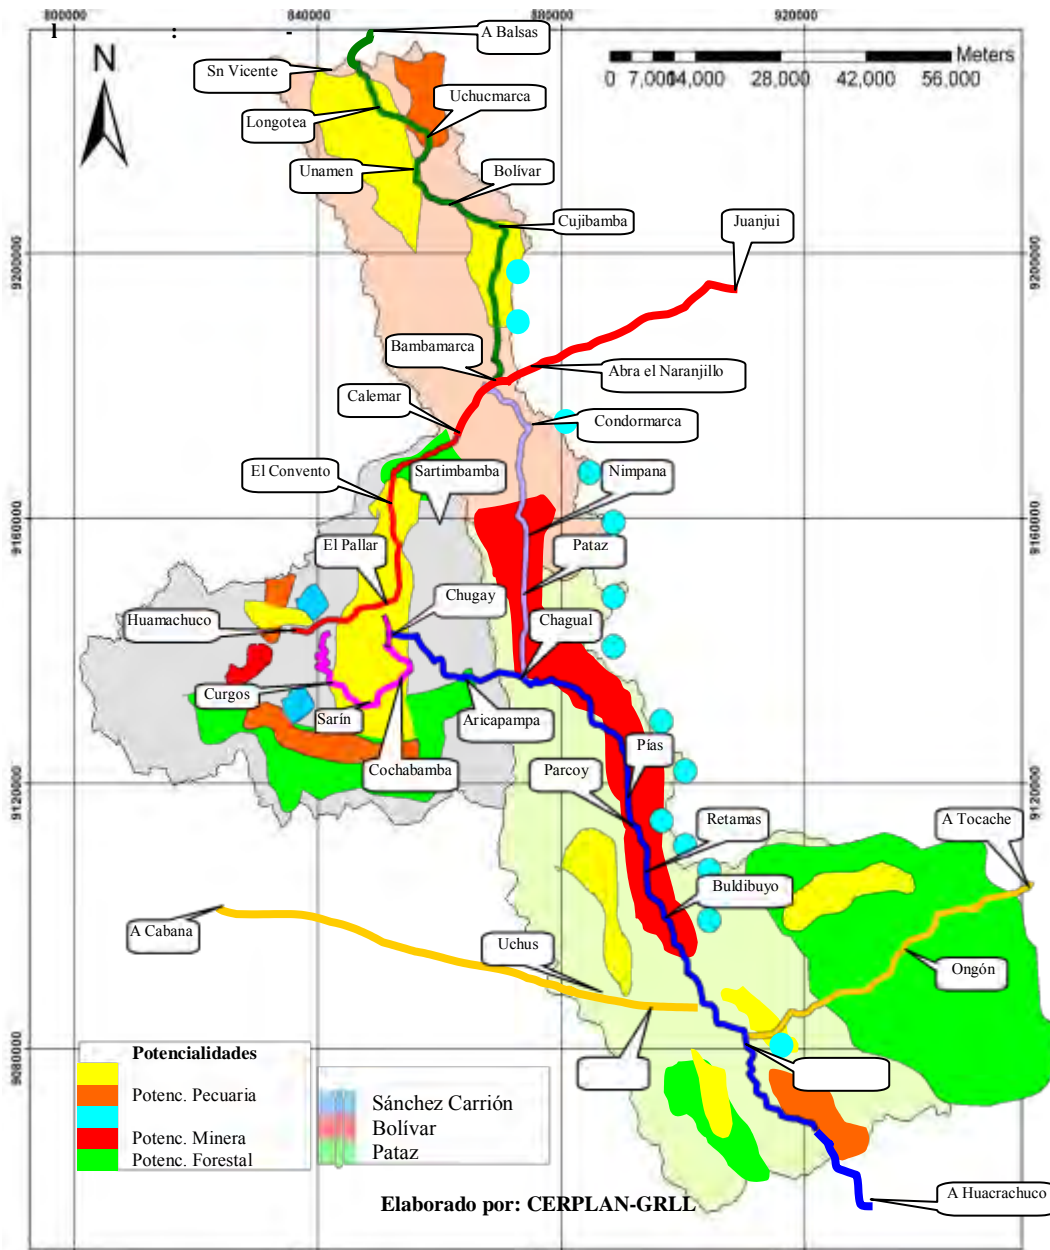 800000 840000 880000 920000
A Balsas
N
Meters
0 7,000 14,000 28,000 42,000 56,000
Sn Vicente
Uchucmarca
Longotea
Unamen
Bolívar
Cujibamba
Juanjui
9200000 9200000
Bambamarca
Abra el Naranjillo
Calemar
Condormarca
El Convento
Sartimbamba
Nimpana
9160000 9160000
El Pallar
Pataz
Chugay
Chagual
Huamachuco
Curgos
Sarín
Aricapampa
Pías
Cochabamba
Parcoy
9120000 9120000
Retamas
A Tocache
Buldibuyo
A Cabana
Uchus
Ongón
9080000 9080000
Potencialidades
Potenc. Pecuaria
Potenc. Minera
Potenc. Forestal
Sánchez Carrión
Bolívar
Pataz
A Huacrachuco
Elaborado por: CERPLAN-GRLL